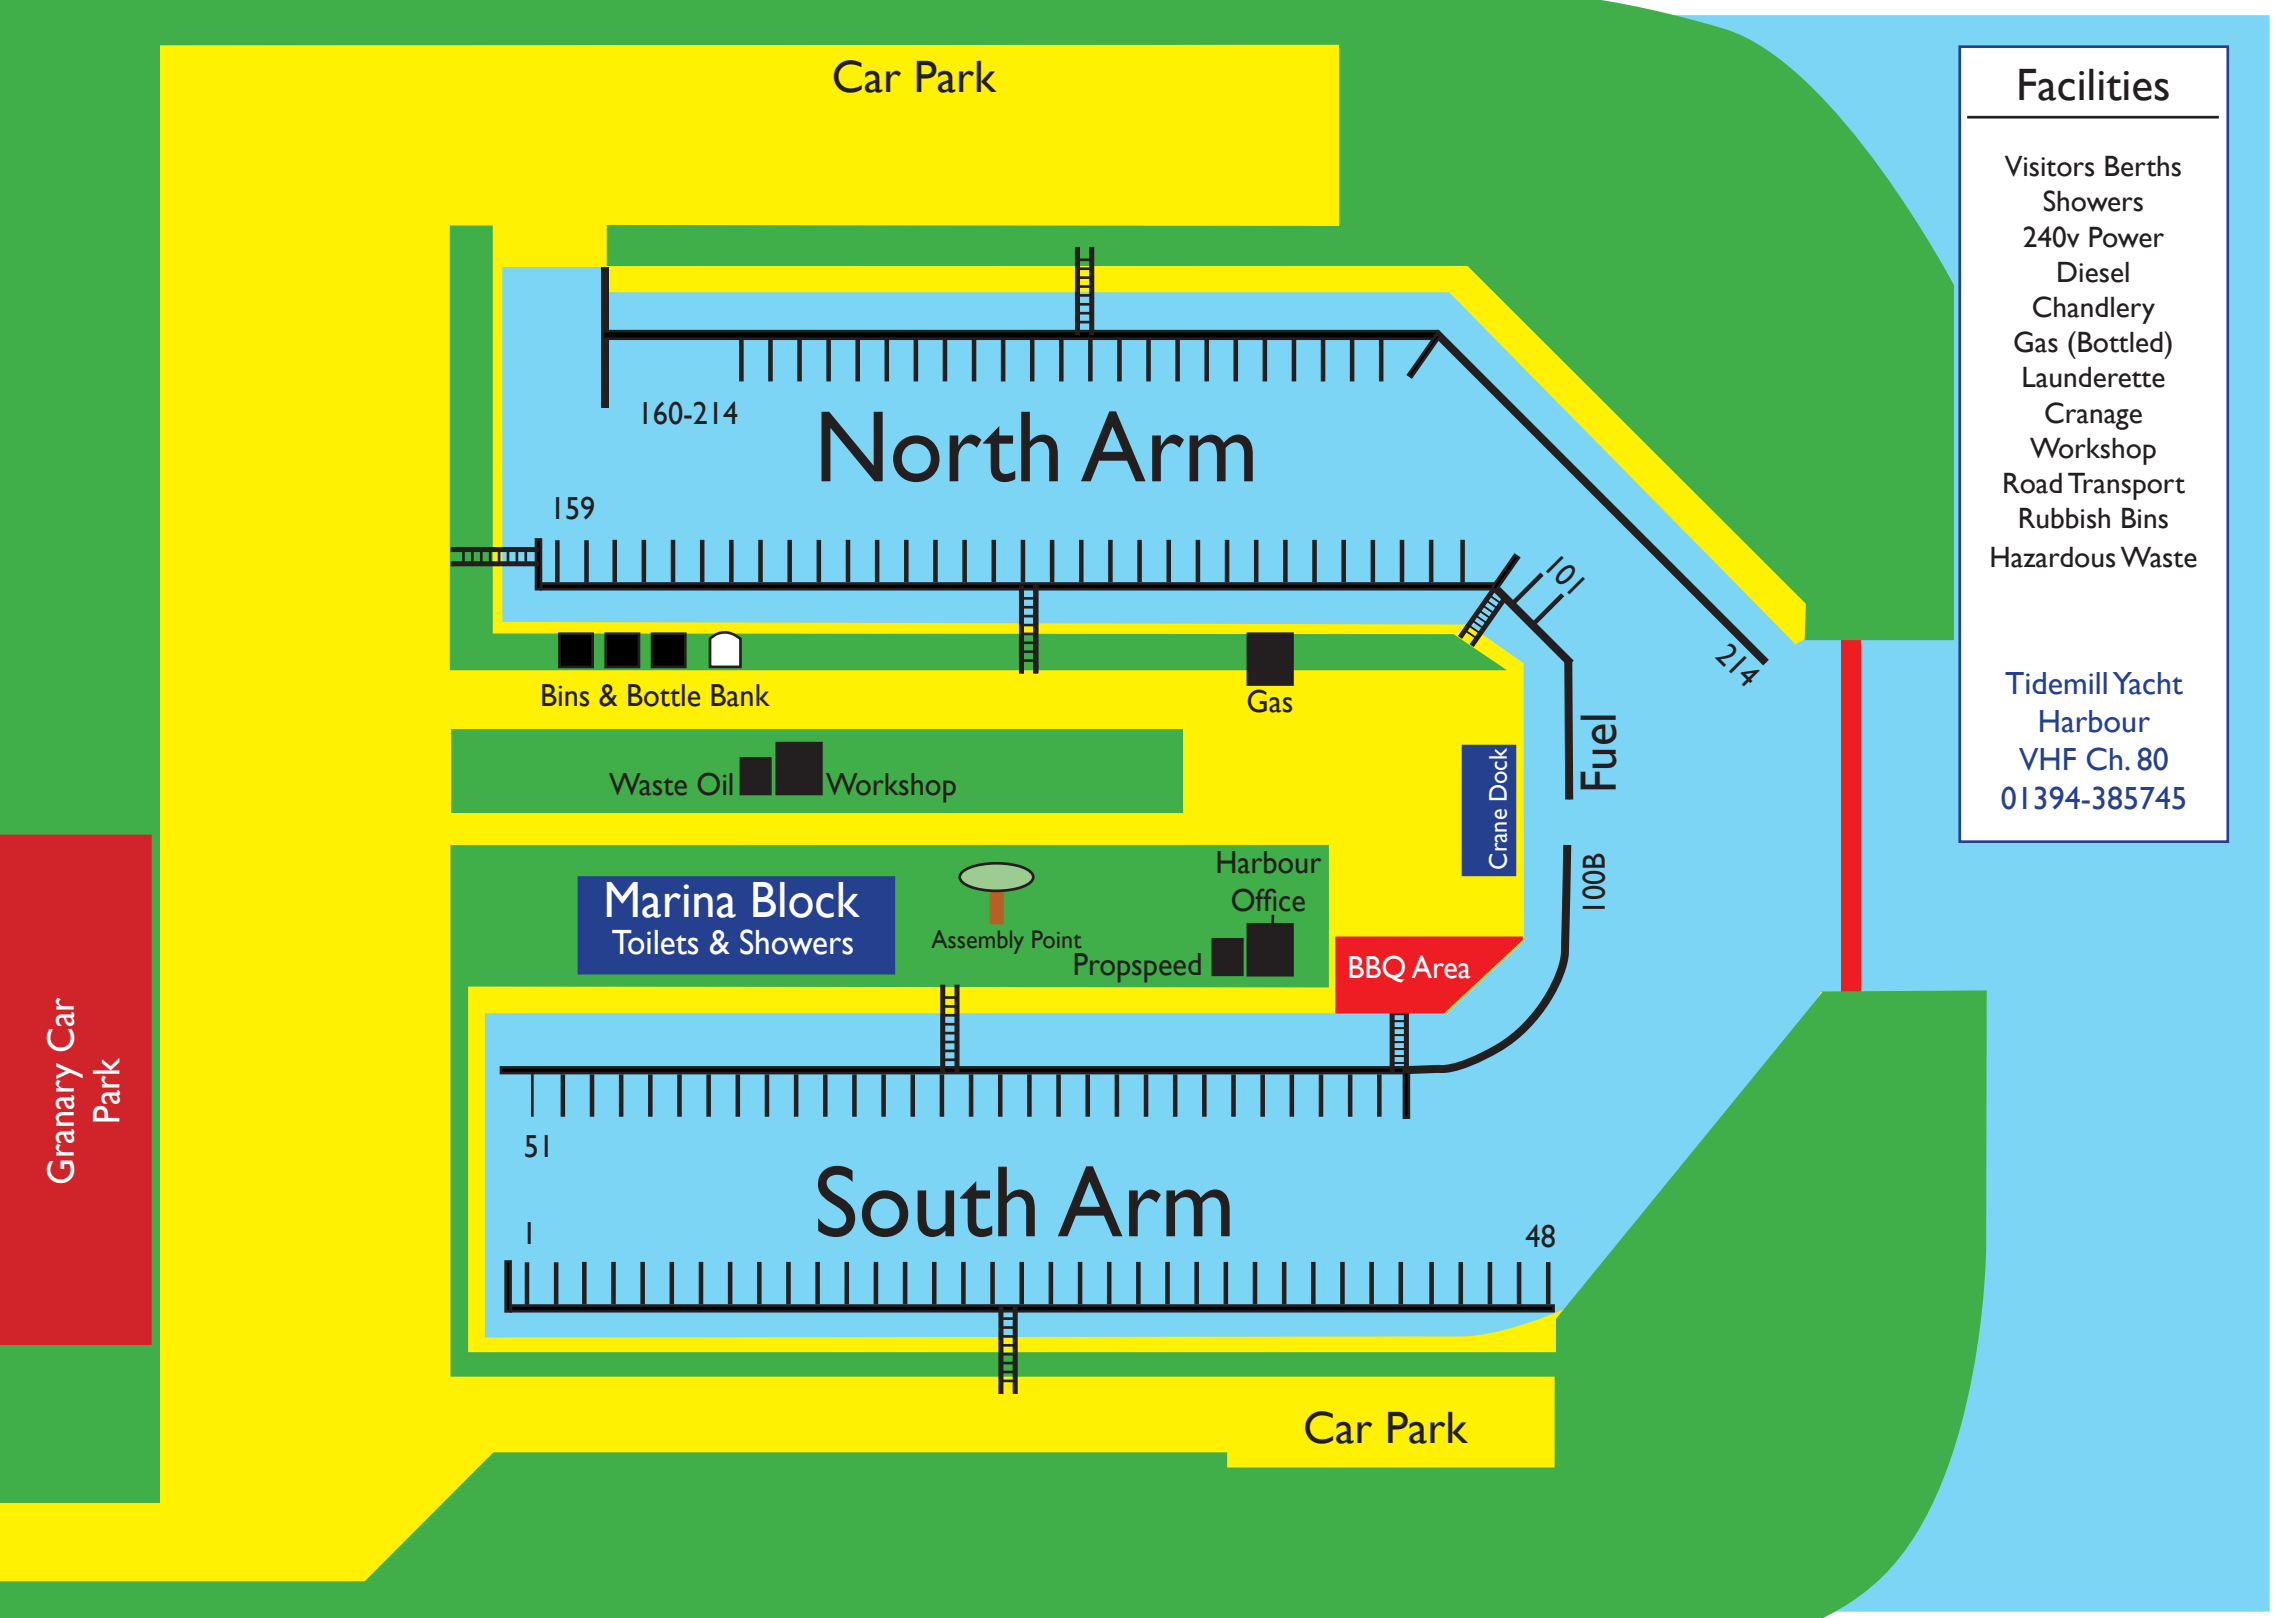 Car Park
Facilities
Visitors Berths
Showers
240v Power
Diesel
Chandlery
Gas (Bottled)
Launderette
Cranage
Workshop
Road Transport
Rubbish Bins
Hazardous Waste
Tidemill Yacht
Harbour
VHF Ch. 80
01394-385745
160-214
North Arm
159
101
214
Bins & Bottle Bank
Gas
Fuel
Waste Oil
Workshop
Crane Dock
Harbour
Office
100B
Marina Block
Toilets & Showers
Assembly Point
Propspeed
BBQ Area
Granary Car
Park
51
South Arm
1
48
Car Park